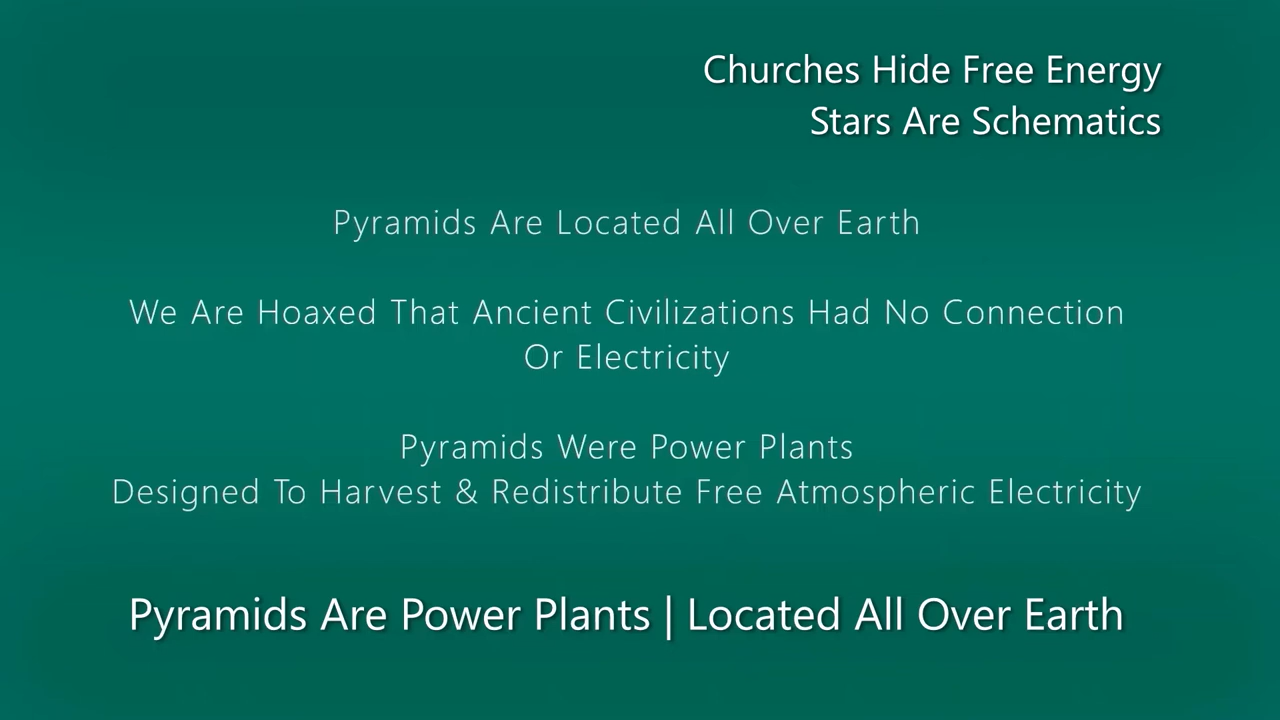 Churches Hide Free Energy
Stars Are Schematics
Pyramids Are Located All Over Earth
We Are Hoaxed That Ancient Civilizations Had No Connection
Or Electricity
Pyramids Were Power Plants
Designed To Harvest & Redistribute Free Atmospheric Electricity
Pyramids Are Power Plants | Located All Over Earth